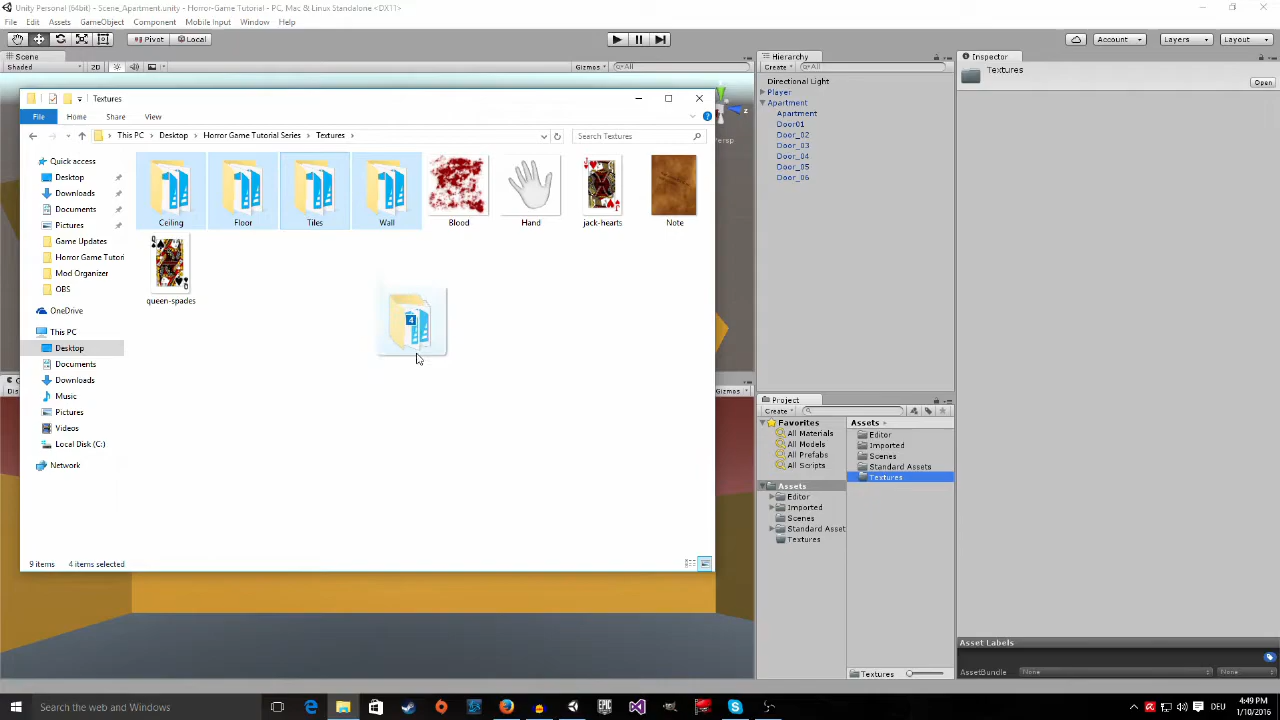 Unity Personal (64bit) - Scene_Apartment.unity - Horror-Game Tutorial - PC, Mac & Linux Standalone <DX11>
File Edit Assets GameObject Component Mobile Input Window Help
Pivot Local Account Layers Layout
Scene
Shaded 2D Gizmos All
Hierarchy
Create All
Directional Light
Player
Apartment
Apartment
Door01
Door_02
Door_03
Door_04
Door_05
Door_06
Inspector
Textures
Open
Textures
File Home Share View
This PC Desktop Horror Game Tutorial Series Textures
Search Textures
Quick access
Desktop
Downloads
Documents
Pictures
Game Updates
Horror Game Tutori
Mod Organizer
OBS
OneDrive
This PC
Desktop
Documents
Downloads
Music
Pictures
Videos
Local Disk (C:)
Network
Ceiling Floor Tiles Wall Blood Hand jack-hearts Note
queen-spades
4
9 items 4 items selected
z
ersp
Gizmos
Project
Create
Favorites
All Materials
All Models
All Prefabs
All Scripts
Assets
Editor
Imported
Scenes
Standard Asset
Textures
Assets
Editor
Imported
Scenes
Standard Assets
Textures
Textures
Asset Labels
AssetBundle None None
Search the web and Windows
DEU
4:49 PM
1/10/2016